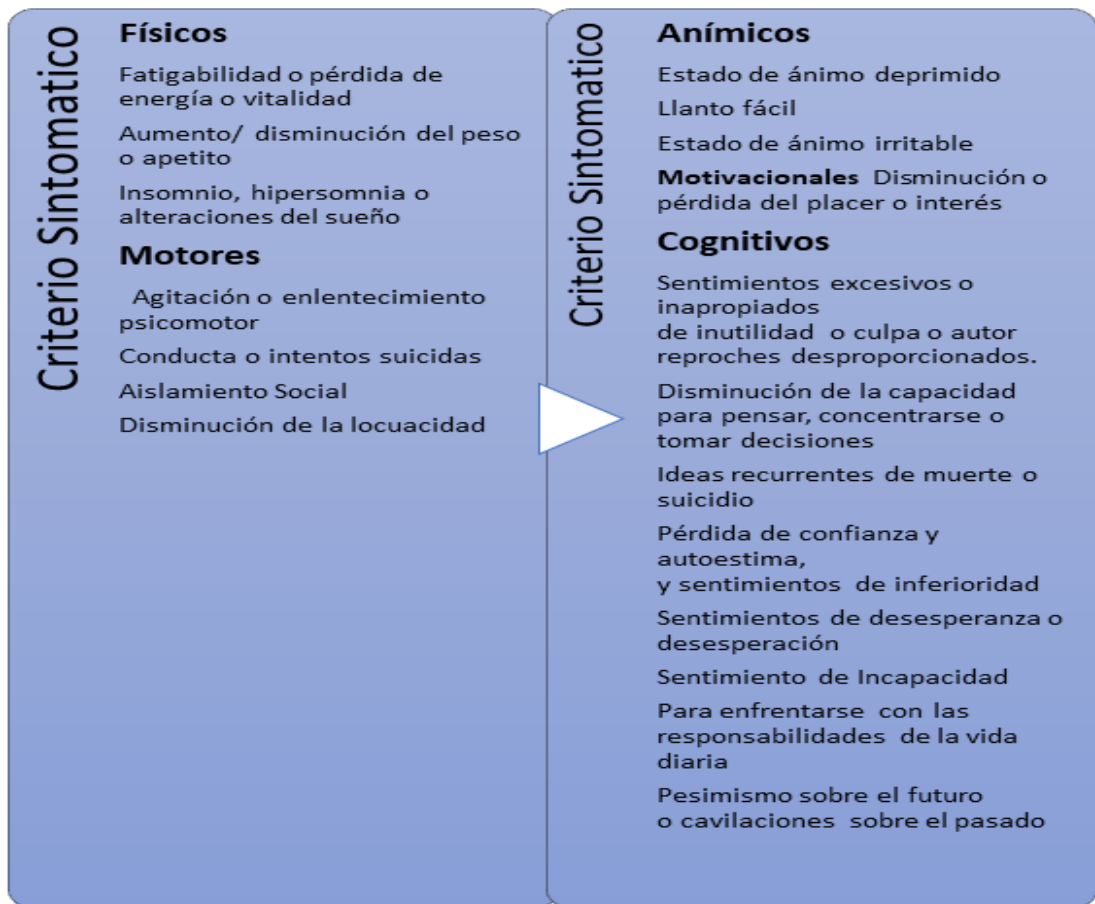 Criterio Sintomatico
Físicos
Fatigabilidad o pérdida de
energía o vitalidad
Aumento/ disminución del peso
o apetito
Insomnio, hipersomnia o
alteraciones del sueño
Motores
Agitación o enlentecimiento
psicomotor
Conducta o intentos suicidas
Aislamiento Social
Disminución de la locuacidad
Criterio Sintomatico
Anímicos
Estado de ánimo deprimido
Llanto fácil
Estado de ánimo irritable
Motivacionales Disminución o
pérdida del placer o interés
Cognitivos
Sentimientos excesivos o
inapropiados
de inutilidad o culpa o autor
reproches desproporcionados.
Disminución de la capacidad
para pensar, concentrarse o
tomar decisiones
Ideas recurrentes de muerte o
suicidio
Pérdida de confianza y
autoestima,
y sentimientos de inferioridad
Sentimientos de desesperanza o
desesperación
Sentimiento de Incapacidad
Para enfrentarse con las
responsabilidades de la vida
diaria
Pesimismo sobre el futuro
o cavilaciones sobre el pasado